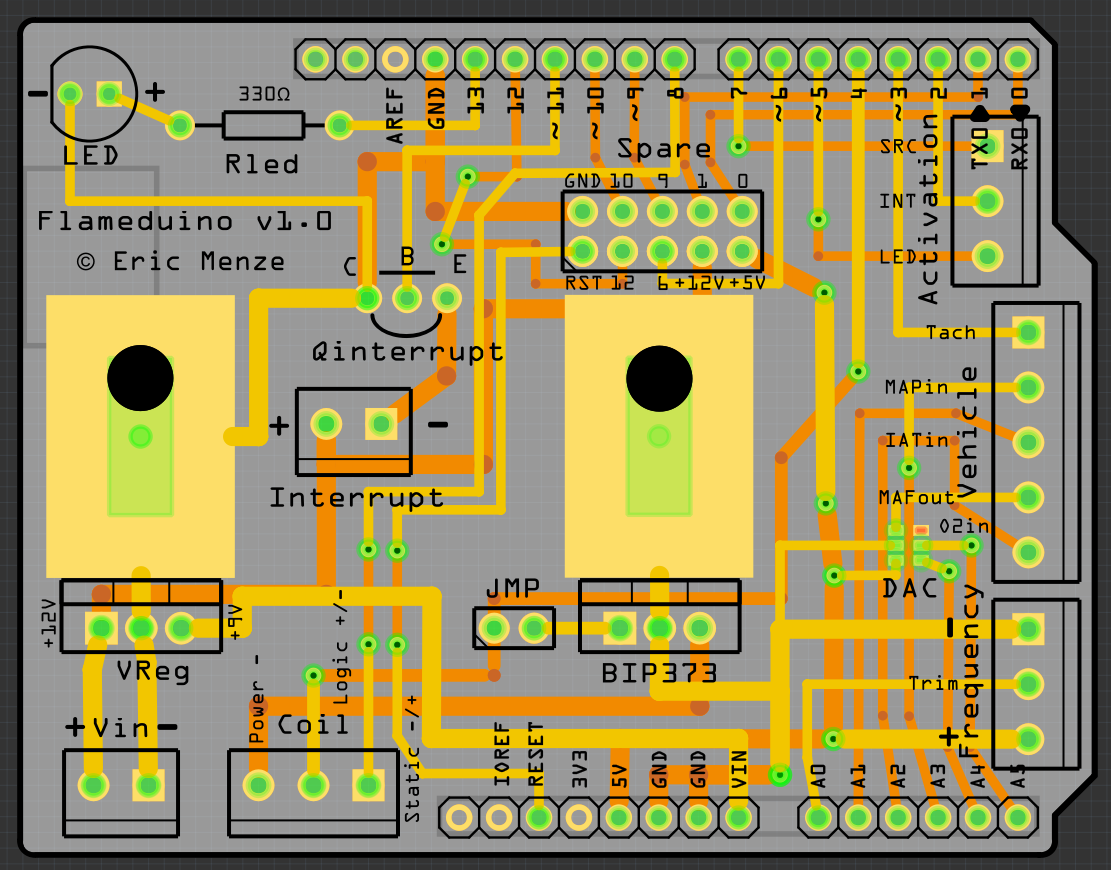 AREF GND 13 12 ~11 ~10 ~9 8 7 ~6 ~5 4 ~3 2 1 0
TX0 RX0
- +
LED
330Ω
Rled
Spare
GND 10 9 1 0
RST 12 6 +12V +5V
SRC
INT
LED
Activation
Flameduino v1.0
© Eric Menze
C B E
Qinterrupt
+ -
Interrupt
Tach
MAPin
IATin
MAFout
O2in
Vehicle
DAC
JMP
+12V
+9V
VReg
BIP373
-
Trim
+
Frequency
Logic +/-
Power -
Coil
Static -/+
+Vin-
IOREF RESET 3V3 5V GND GND VIN A0 A1 A2 A3 A4 A5